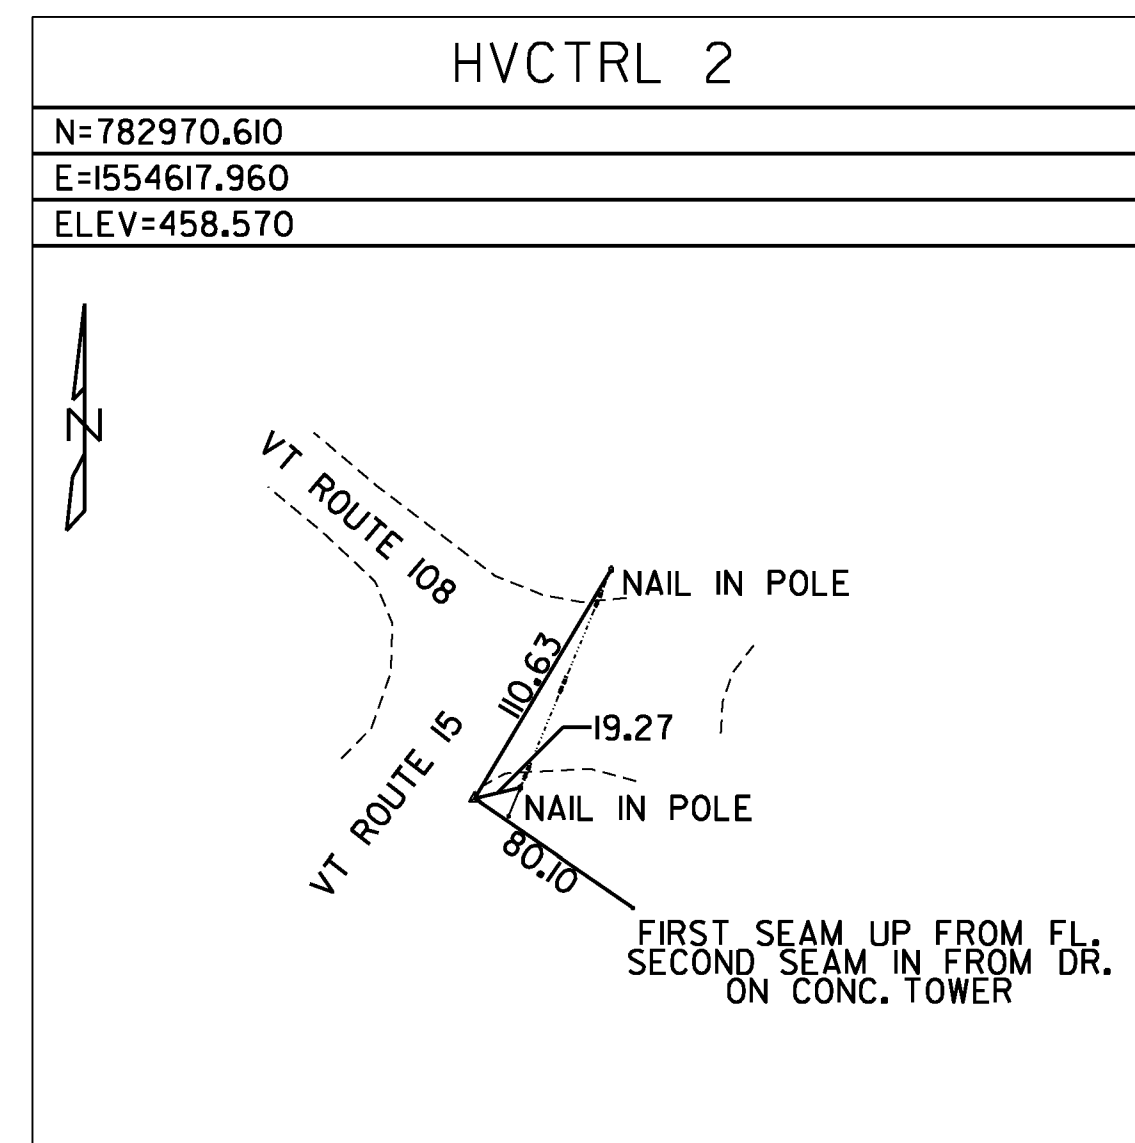 HVCTRL 2
N=782970.610
E=1554617.960
ELEV=458.570
N
VT ROUTE 108
NAIL IN POLE
110.63
19.27
VT ROUTE 15
NAIL IN POLE
80.10
FIRST SEAM UP FROM FL.
SECOND SEAM IN FROM DR.
ON CONC. TOWER